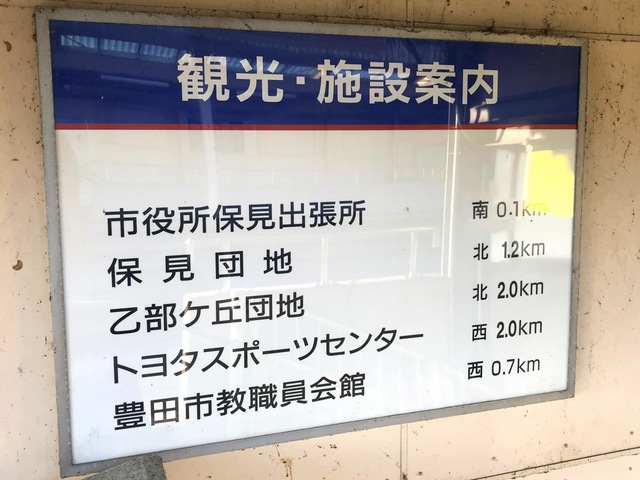 観光・施設案内
市役所保見出張所 南 0.1km
保見団地 北 1.2km
乙部ケ丘団地 北 2.0km
トヨタスポーツセンター 西 2.0km
豊田市教職員会館 西 0.7km